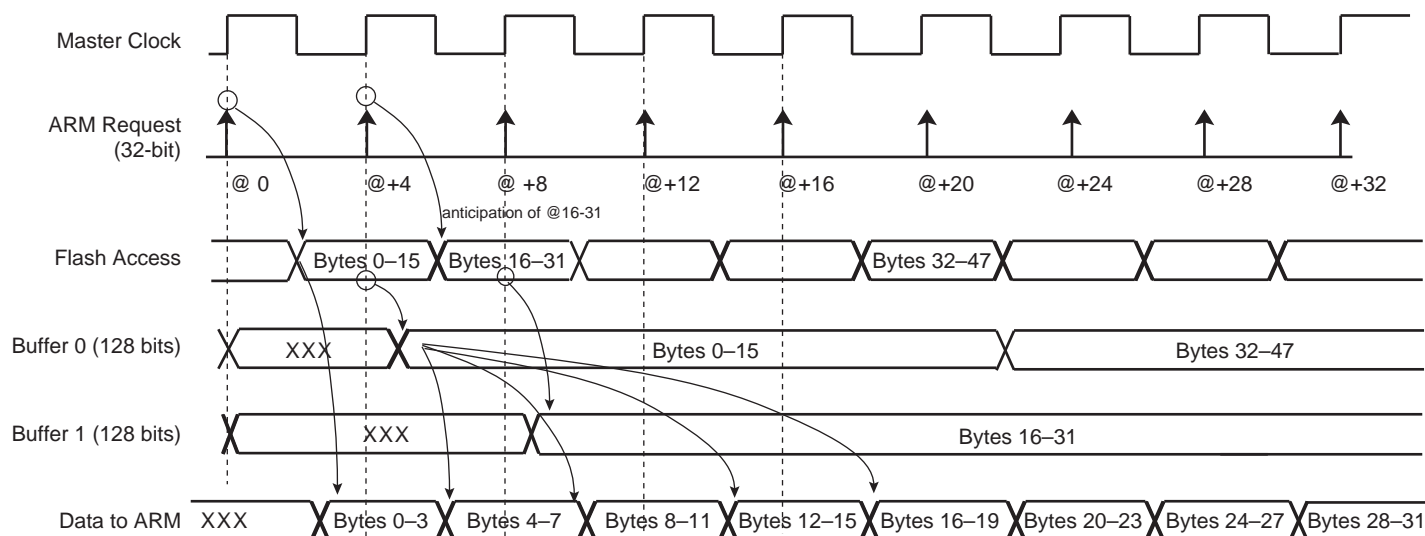 Master Clock
ARM Request
(32-bit)
@ 0 @+4 @ +8 @+12 @+16 @+20 @+24 @+28 @+32
anticipation of @16-31
Flash Access Bytes 0–15 Bytes 16–31 Bytes 32–47
Buffer 0 (128 bits) XXX Bytes 0–15 Bytes 32–47
Buffer 1 (128 bits) XXX Bytes 16–31
Data to ARM XXX Bytes 0–3 Bytes 4–7 Bytes 8–11 Bytes 12–15 Bytes 16–19 Bytes 20–23 Bytes 24–27 Bytes 28–31